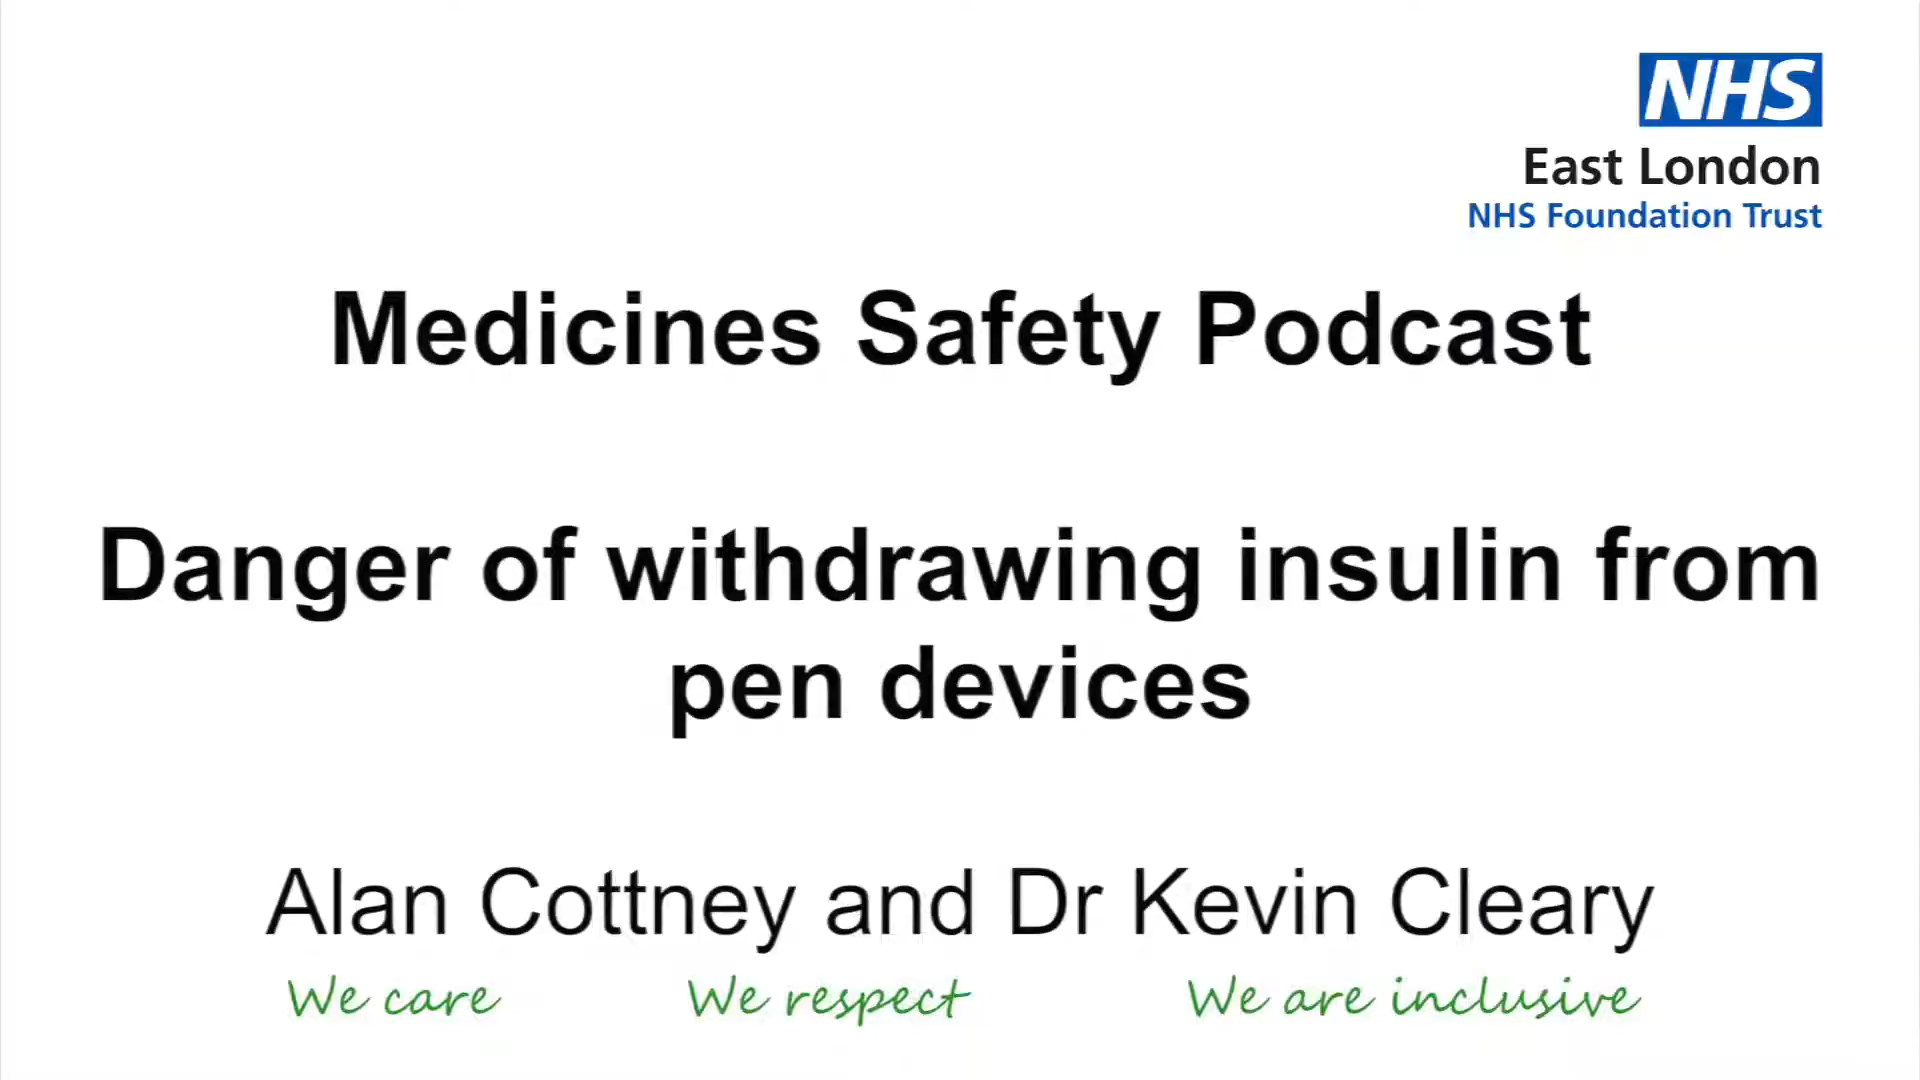 NHS
East London
NHS Foundation Trust
Medicines Safety Podcast
Danger of withdrawing insulin from
pen devices
Alan Cottney and Dr Kevin Cleary
We care We respect We are inclusive